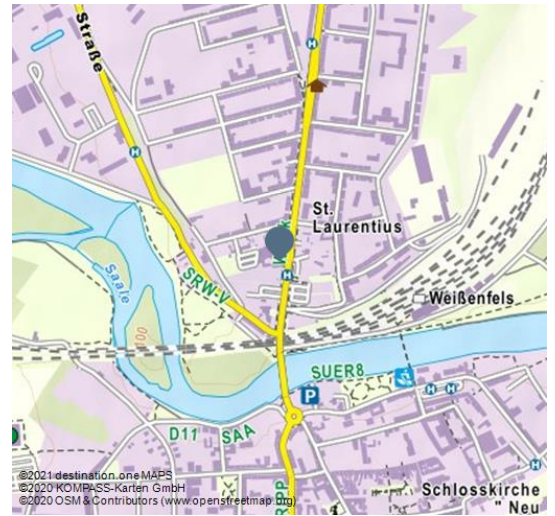 Straße
H
H
St.
Laurentius
Saale
SRW-V
H
Weißenfels
SUER8
P
H
H
D11
SAA
H
©2021 destination.one MAPS
©2020 KOMPASS-Karten GmbH
©2020 OSM & Contributors (www.openstreetmap.org)
Schlosskirche
" Neu